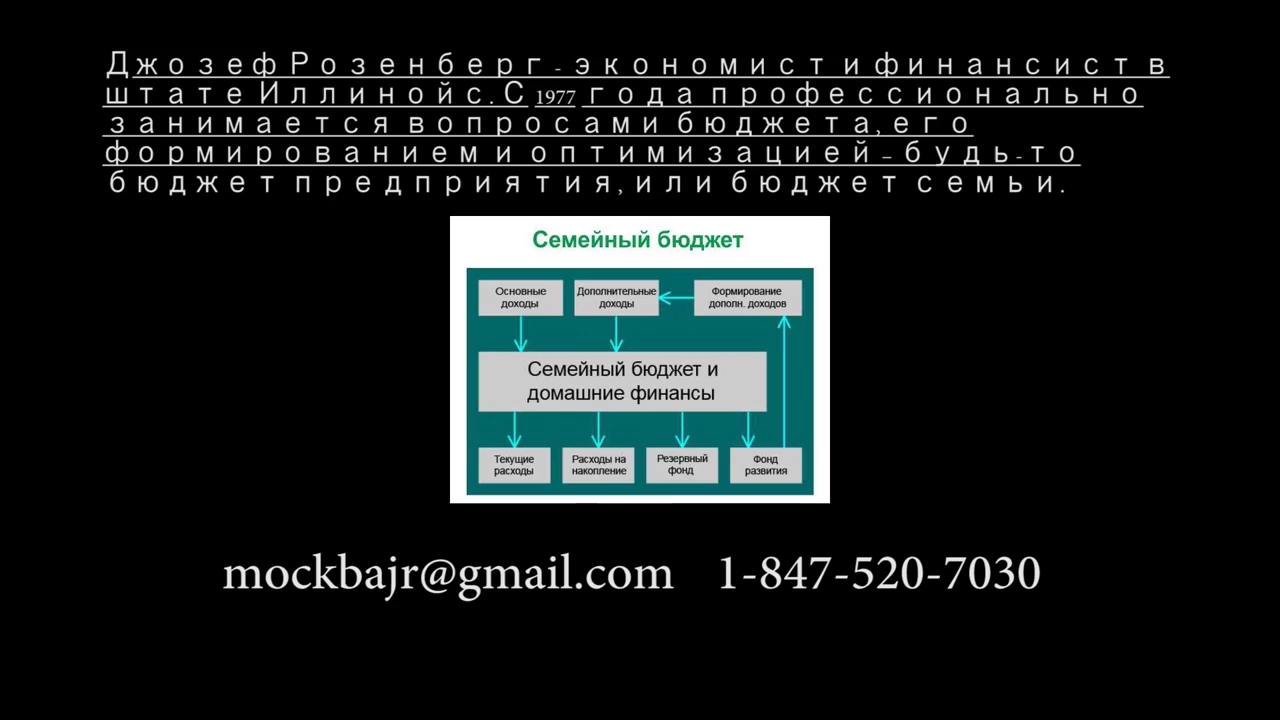 Джозеф Розенберг - экономист и финансист в
штате Иллинойс. С 1977 года профессионально
занимается вопросами бюджета, его
формированием и оптимизацией – будь-то
бюджет предприятия, или бюджет семьи.
Семейный бюджет
Основные
доходы
Дополнительные
доходы
Формирование
дополн. доходов
Семейный бюджет и
домашние финансы
Текущие
расходы
Расходы на
накопление
Резервный
фонд
Фонд
развития
mockbajr@gmail.com 1-847-520-7030